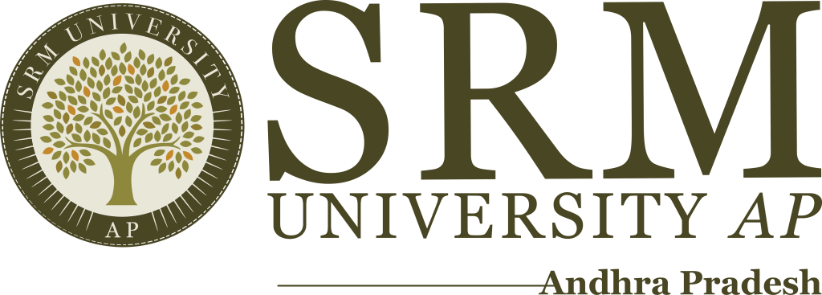 SRM UNIVERSITY
AP
SRM
UNIVERSITY AP
Andhra Pradesh